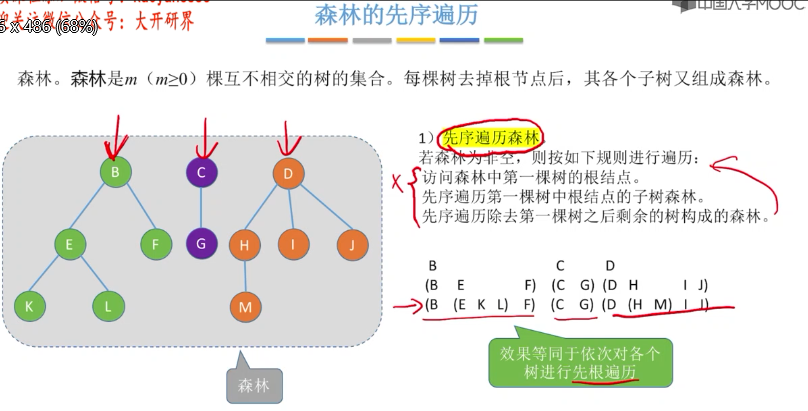 关注微信公众号：大开研界
5 x 486 (68%)
中国大学MOOC
森林的先序遍历
森林。森林是m（m≥0）棵互不相交的树的集合。每棵树去掉根节点后，其各个子树又组成森林。
B C D
E F G H I J
K L M
森林
1）先序遍历森林
若森林为非空，则按如下规则进行遍历：
访问森林中第一棵树的根结点。
先序遍历第一棵树中根结点的子树森林。
先序遍历除去第一棵树之后剩余的树构成的森林。
X
B C D
(B E F) (C G) (D H I J)
(B (E K L) F) (C G) (D (H M) I J)
效果等同于依次对各个
树进行先根遍历